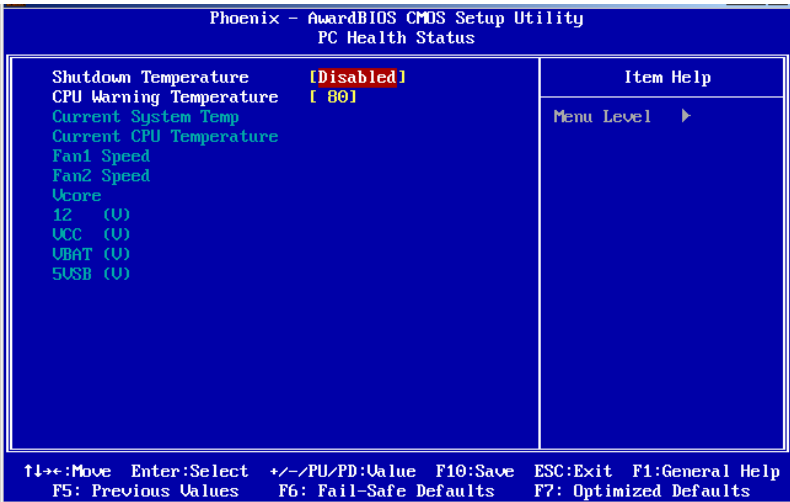 Phoenix - AwardBIOS CMOS Setup Utility
PC Health Status
Shutdown Temperature [Disabled]
CPU Warning Temperature [ 80]
Current System Temp
Current CPU Temperature
Fan1 Speed
Fan2 Speed
Vcore
12 (V)
VCC (V)
VBAT (V)
5VSB (V)
Item Help
Menu Level ▶
↑↓→←:Move Enter:Select +/-/PU/PD:Value F10:Save ESC:Exit F1:General Help
F5: Previous Values F6: Fail-Safe Defaults F7: Optimized Defaults